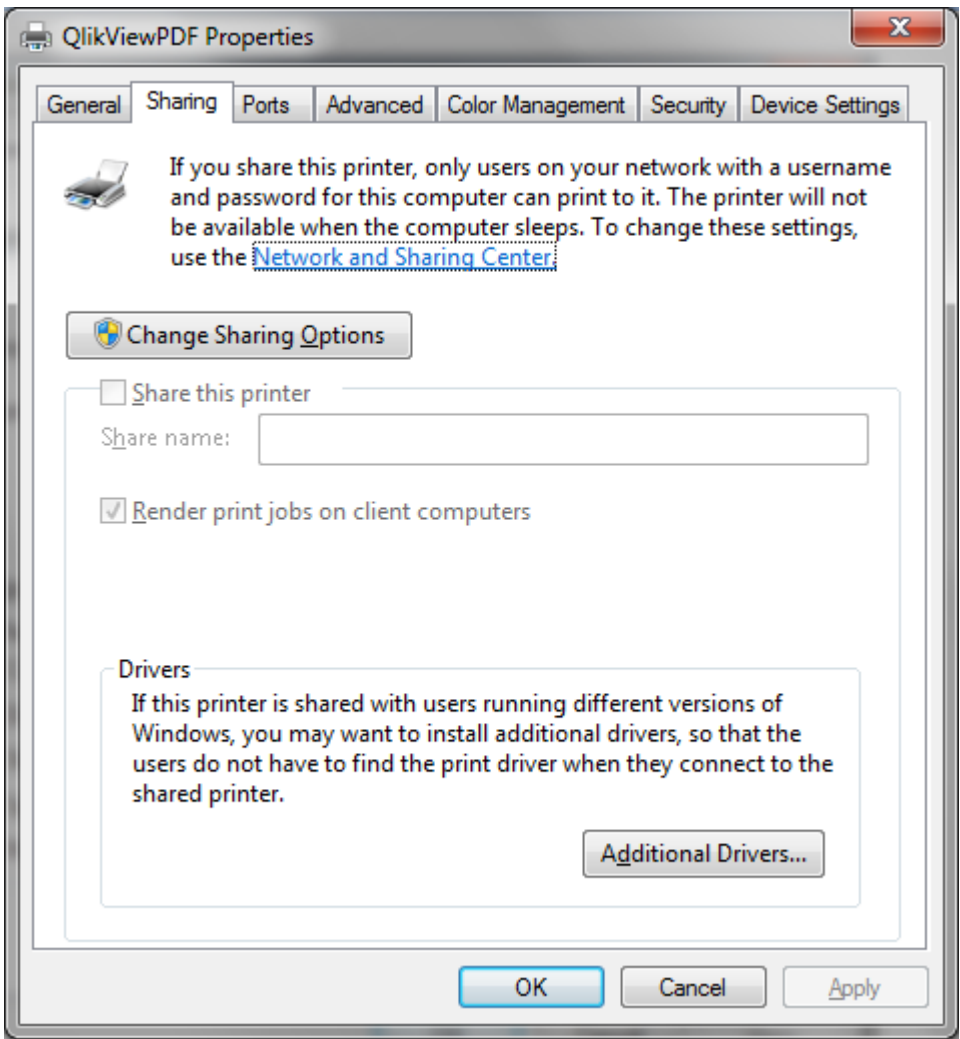 QlikViewPDF Properties
General Sharing Ports Advanced Color Management Security Device Settings
If you share this printer, only users on your network with a username
and password for this computer can print to it. The printer will not
be available when the computer sleeps. To change these settings,
use the Network and Sharing Center.
Change Sharing Options
Share this printer
Share name:
Render print jobs on client computers
Drivers
If this printer is shared with users running different versions of
Windows, you may want to install additional drivers, so that the
users do not have to find the print driver when they connect to the
shared printer.
Additional Drivers...
OK Cancel Apply